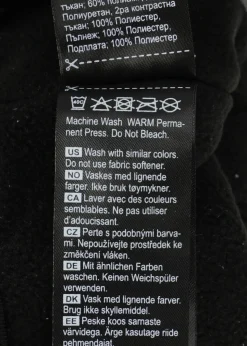 тъкан; 60% полиамид
Полиуретан, 2ра контрастна
тъкан; 100% Полиестер,
Пълнеж; 100% Полиестер,
Подплата; 100% Полиестер
40C
Machine Wash WARM Perma-
nent Press. Do Not Bleach.
US Wash with similar colors.
Do not use fabric softener.
NO Vaskes med lignende
farger. Ikke bruk tøymykner.
CA Laver avec des couleurs
semblables. Ne pas utiliser
d'adoucissant.
CZ Perte s podobnými barva-
mi. Nepoužívejte prostředek ke
změkčení vláken.
DE Mit ähnlichen Farben
waschen. Keinen Weichspüler
verwenden.
DK Vask med lignende farver.
Brug ikke skyllemiddel.
EE Peske koos sarnaste
värvidega. Ärge kasutage ride
pehmendajat.